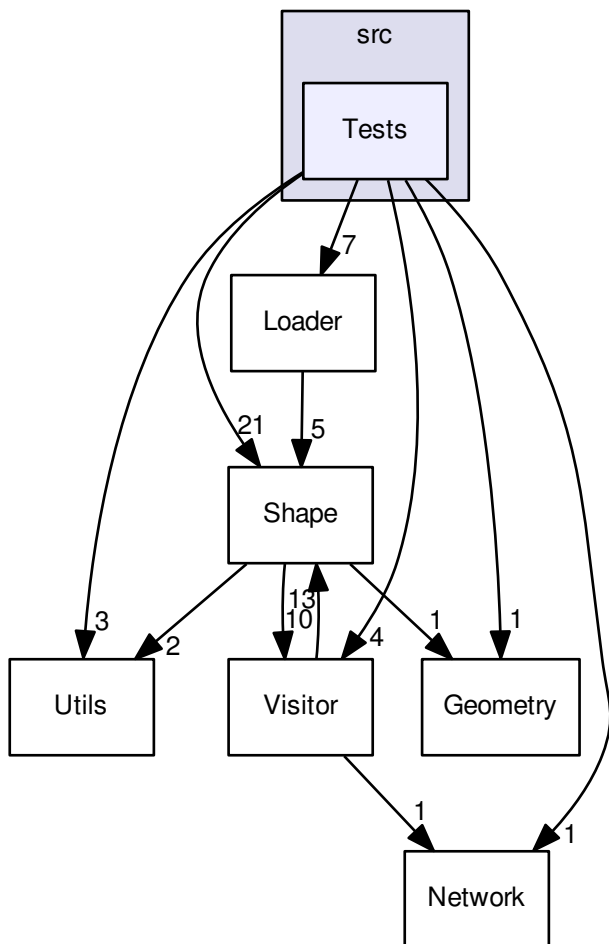 src
Tests
7
Loader
21
5
Shape
13
10
1
1
3
2
4
Utils
Visitor
Geometry
1
1
Network